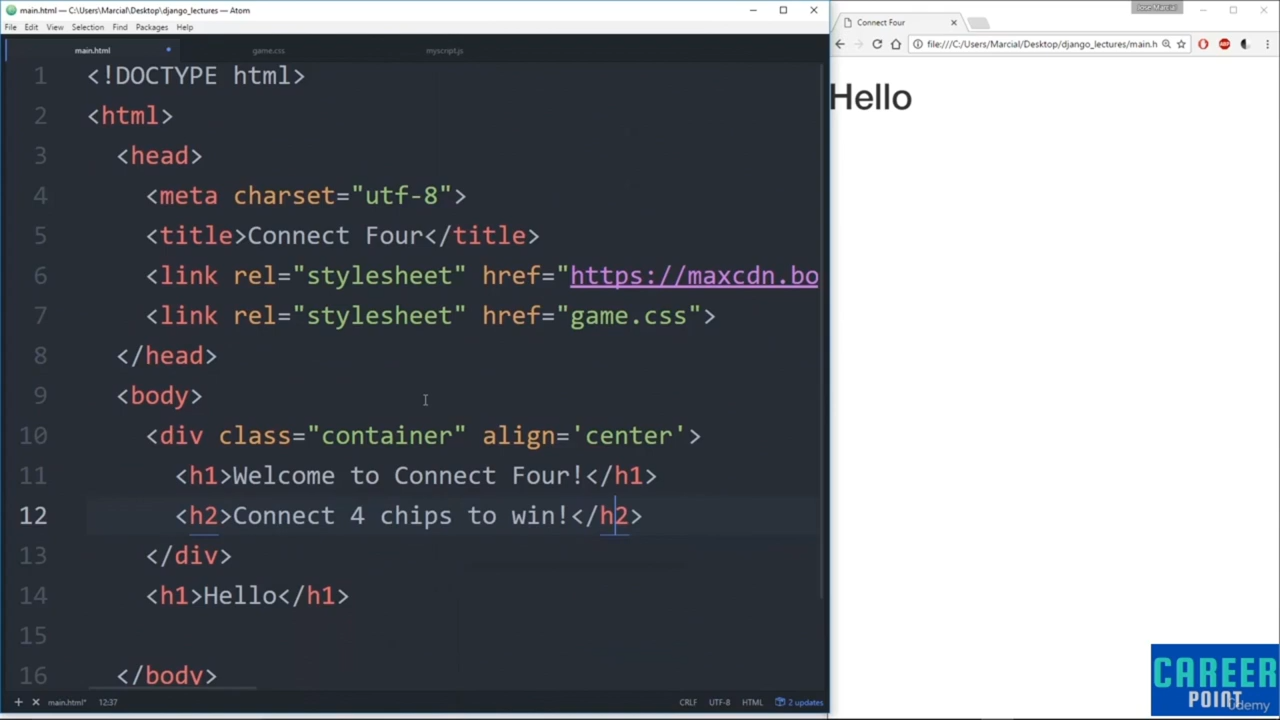 main.html — C:\Users\Marcial\Desktop\django_lectures — Atom
File Edit View Selection Find Packages Help
main.html game.css myscript.js
1 <!DOCTYPE html>
2 <html>
3 <head>
4 <meta charset="utf-8">
5 <title>Connect Four</title>
6 <link rel="stylesheet" href="https://maxcdn.bo
7 <link rel="stylesheet" href="game.css">
8 </head>
9 <body>
10 <div class="container" align='center'>
11 <h1>Welcome to Connect Four!</h1>
12 <h2>Connect 4 chips to win!</h2>
13 </div>
14 <h1>Hello</h1>
15
16 </body>
main.html* 12:37 CRLF UTF-8 HTML 2 updates
Jose Marcial
Connect Four
file:///C:/Users/Marcial/Desktop/django_lectures/main.h
ABP
Hello
CAREER
POINT
Udemy